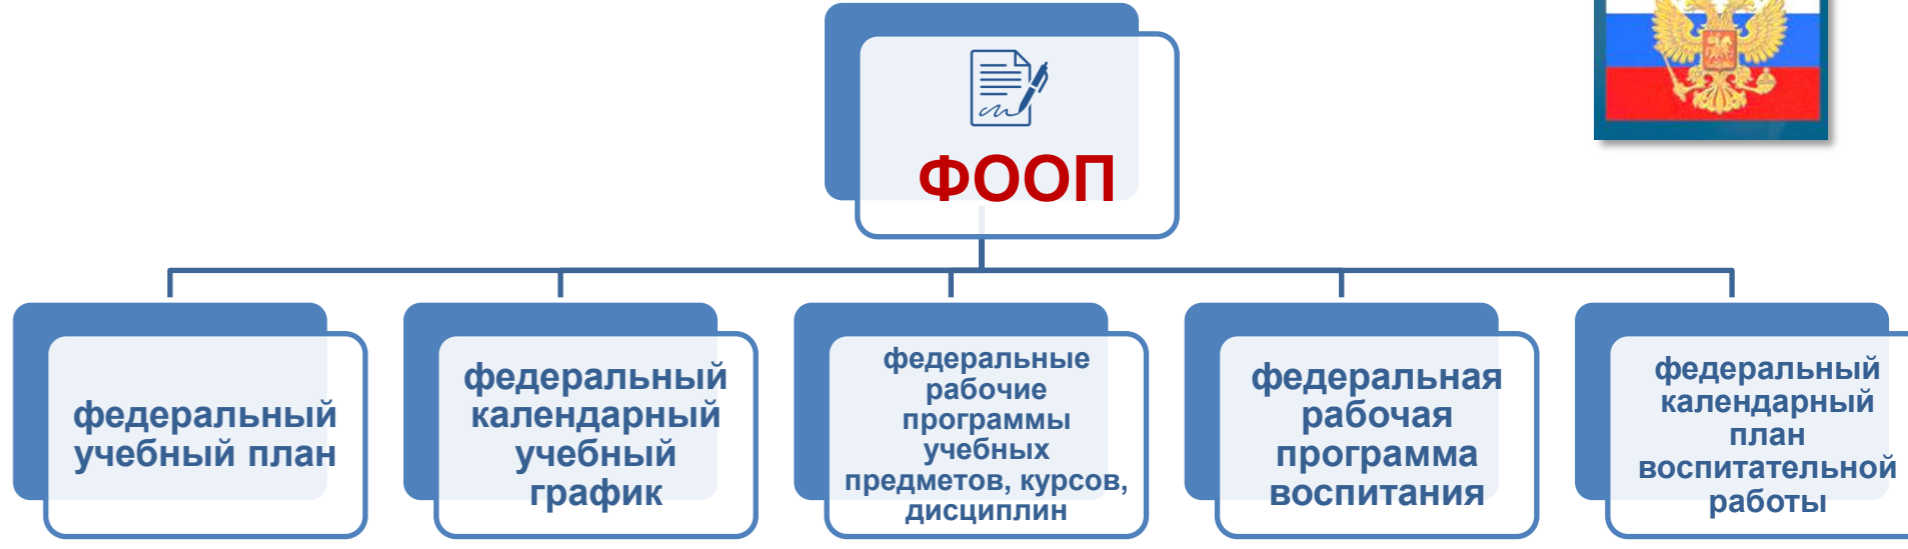 ФООП
федеральный
учебный план
федеральный
календарный
учебный
график
федеральные
рабочие
программы
учебных
предметов, курсов,
дисциплин
федеральная
рабочая
программа
воспитания
федеральный
календарный
план
воспитательной
работы